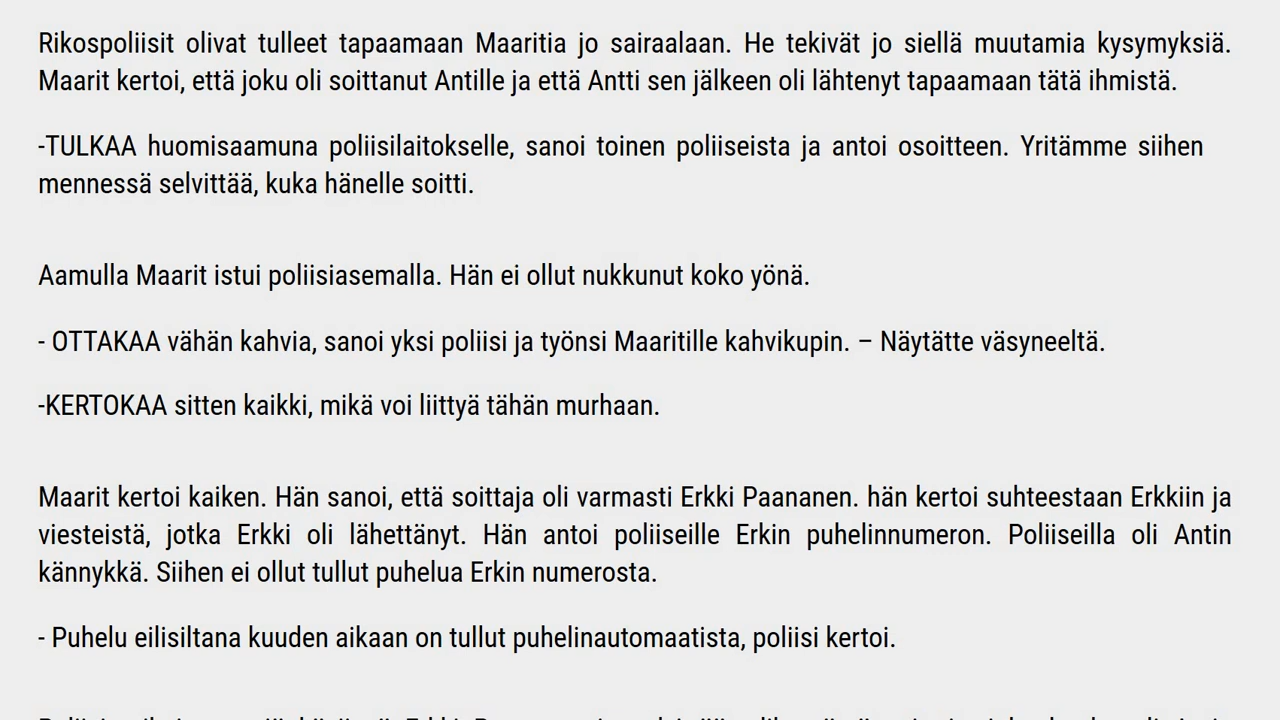 Rikospoliisit olivat tulleet tapaamaan Maaritia jo sairaalaan. He tekivät jo siellä muutamia kysymyksiä.
Maarit kertoi, että joku oli soittanut Antille ja että Antti sen jälkeen oli lähtenyt tapaamaan tätä ihmistä.
-TULKAA huomisaamuna poliisilaitokselle, sanoi toinen poliiseista ja antoi osoitteen. Yritämme siihen
mennessä selvittää, kuka hänelle soitti.
Aamulla Maarit istui poliisiasemalla. Hän ei ollut nukkunut koko yönä.
- OTTAKAA vähän kahvia, sanoi yksi poliisi ja työnsi Maaritille kahvikupin. – Näytätte väsyneeltä.
-KERTOKAA sitten kaikki, mikä voi liittyä tähän murhaan.
Maarit kertoi kaiken. Hän sanoi, että soittaja oli varmasti Erkki Paananen. hän kertoi suhteestaan Erkkiin ja
viesteistä, jotka Erkki oli lähettänyt. Hän antoi poliiseille Erkin puhelinnumeron. Poliiseilla oli Antin
kännykkä. Siihen ei ollut tullut puhelua Erkin numerosta.
- Puhelu eilisiltana kuuden aikaan on tullut puhelinautomaatista, poliisi kertoi.